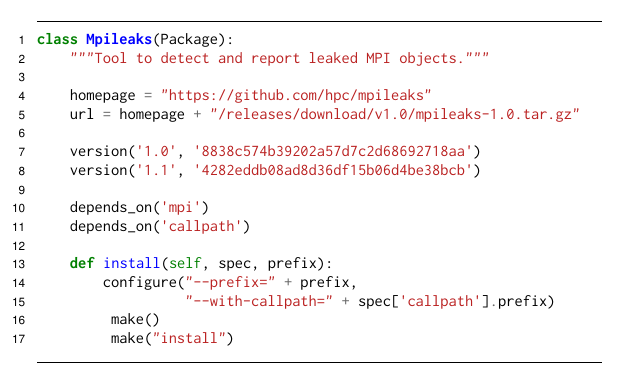 1 class Mpileaks(Package):
2     """Tool to detect and report leaked MPI objects."""
3
4     homepage = "https://github.com/hpc/mpileaks"
5     url = homepage + "/releases/download/v1.0/mpileaks-1.0.tar.gz"
6
7     version('1.0', '8838c574b39202a57d7c2d68692718aa')
8     version('1.1', '4282eddb08ad8d36df15b06d4be38bcb')
9
10     depends_on('mpi')
11     depends_on('callpath')
12
13     def install(self, spec, prefix):
14         configure("--prefix=" + prefix,
15                   "--with-callpath=" + spec['callpath'].prefix)
16          make()
17          make("install")